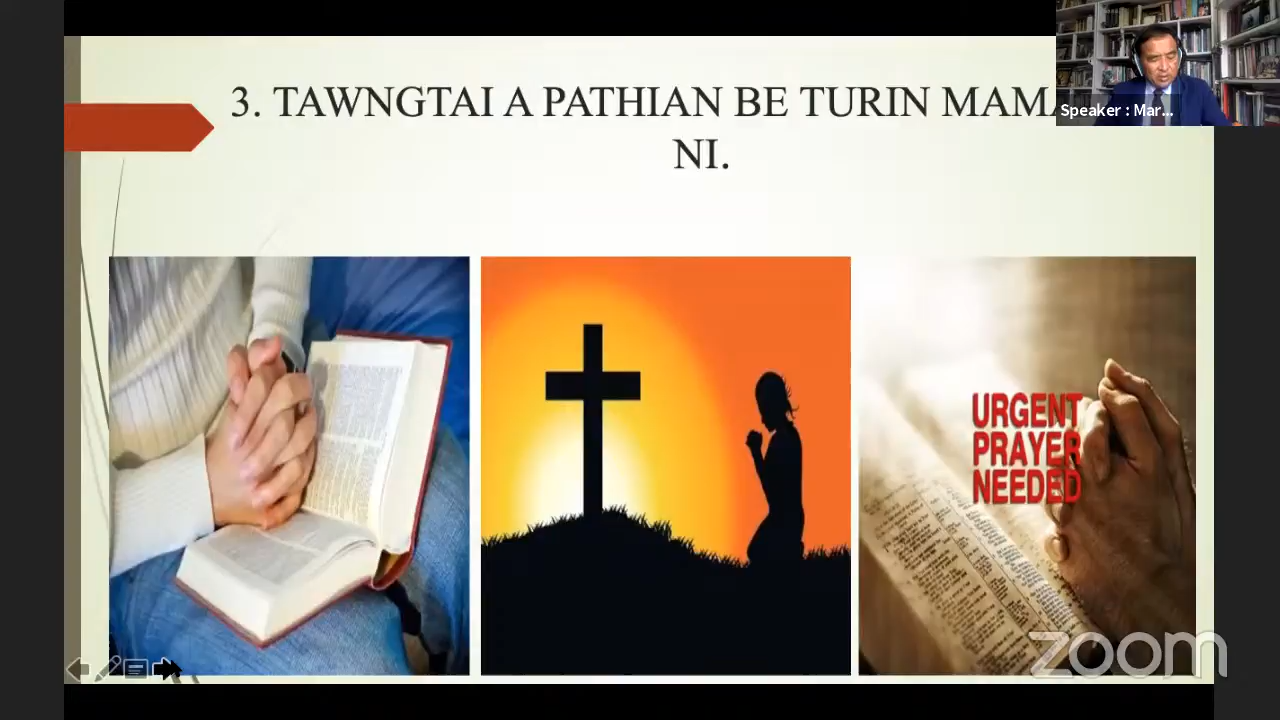 3. TAWNGTAI A PATHIAN BE TURIN
NI.
Speaker : Mar...
URGENT
PRAYER
NEEDED
zoom